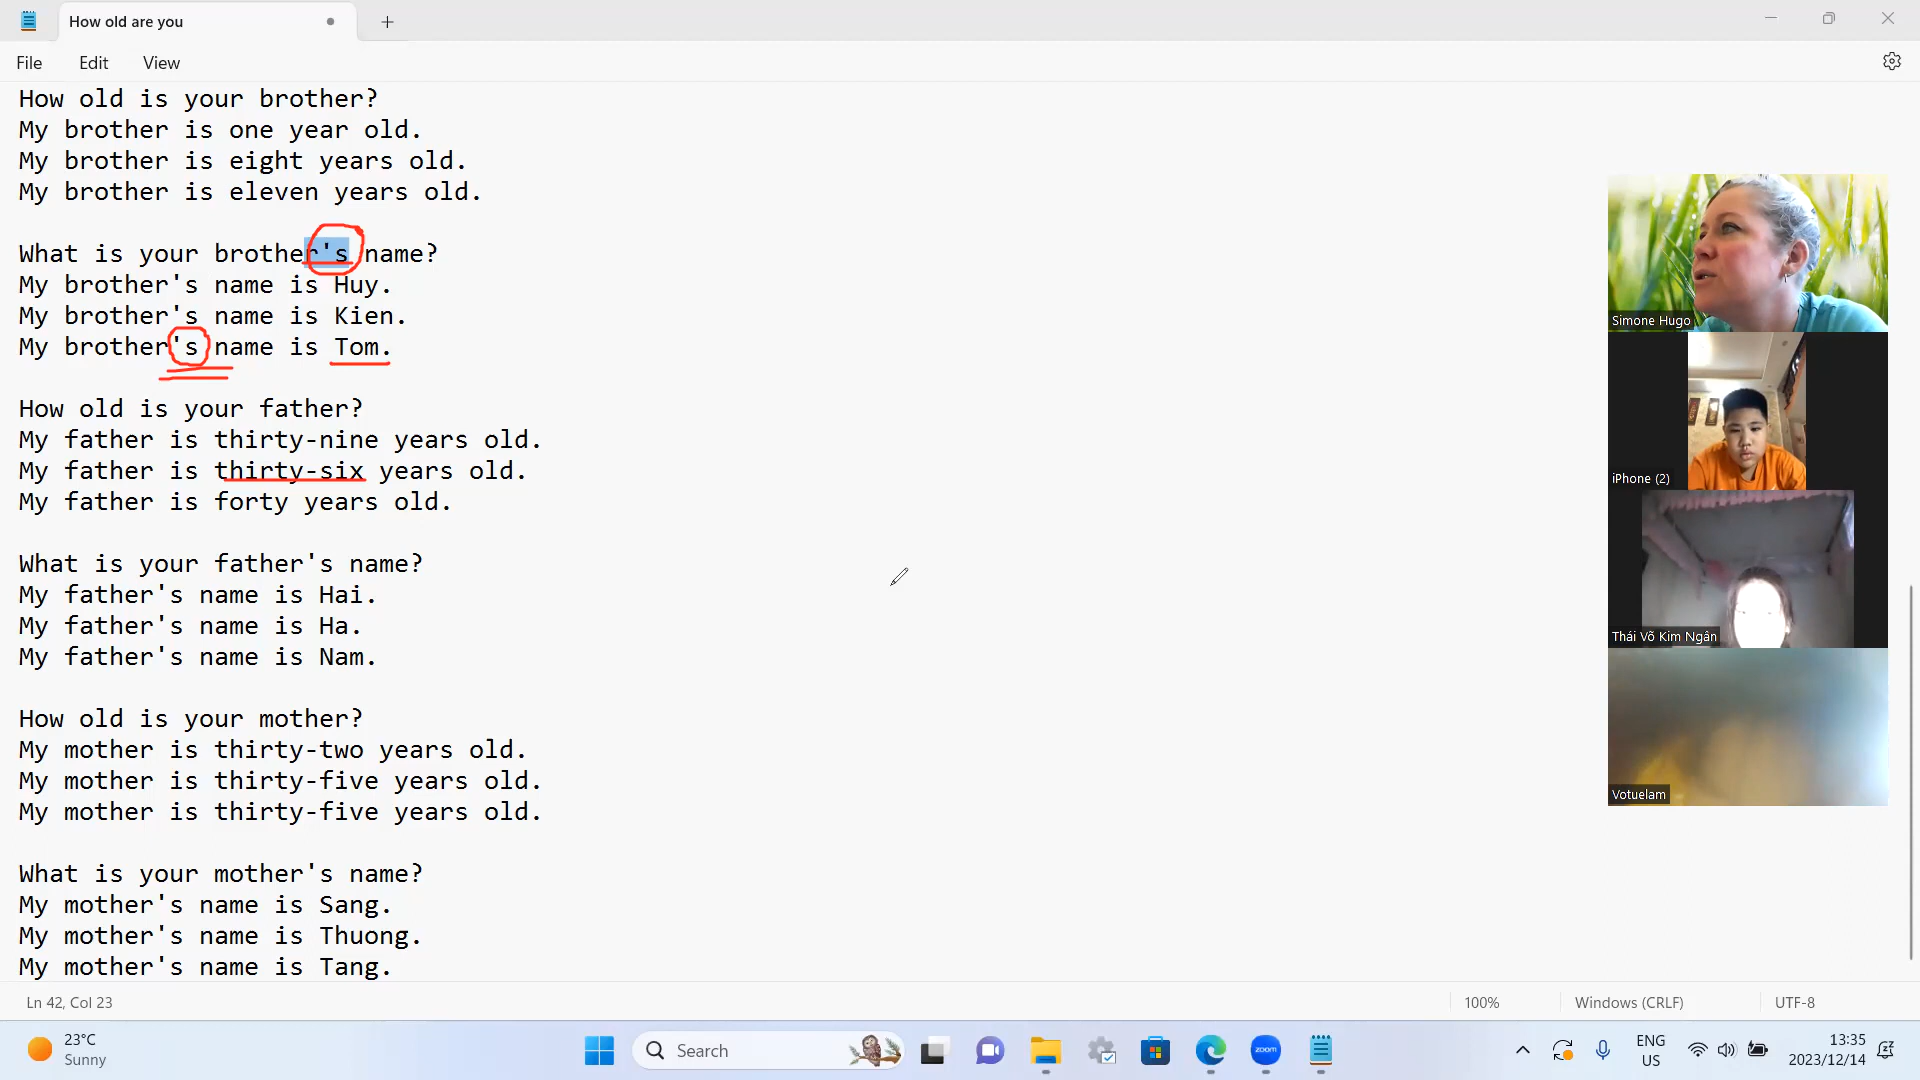 How old are you
File
Edit
View
How old is your brother?
My brother is one year old.
My brother is eight years old.
My brother is eleven years old.
What is your brother's name?
My brother's name is Huy.
My brother's name is Kien.
My brother's name is Tom.
How old is your father?
My father is thirty-nine years old.
My father is thirty-six years old.
My father is forty years old.
What is your father's name?
My father's name is Hai.
My father's name is Ha.
My father's name is Nam.
How old is your mother?
My mother is thirty-two years old.
My mother is thirty-five years old.
My mother is thirty-five years old.
What is your mother's name?
My mother's name is Sang.
My mother's name is Thuong.
My mother's name is Tang.
Simone Hugo
iPhone (2)
Thái Võ Kim Ngân
Votuelam
Ln 42, Col 23
100%
Windows (CRLF)
UTF-8
23°C
Sunny
Search
zoom
ENG
US
13:35
2023/12/14